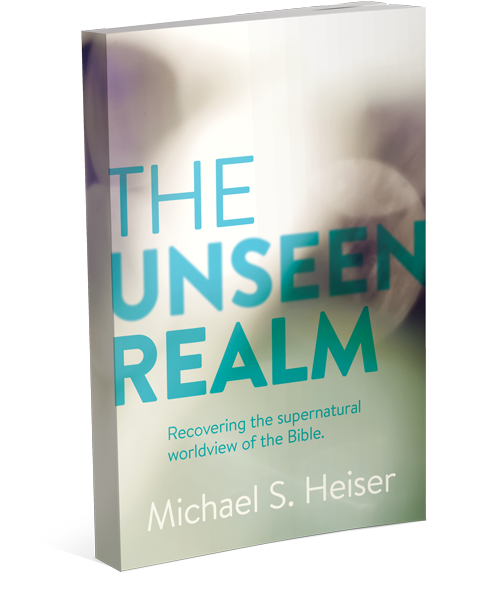 THE
UNSEEN
REALM
Recovering the supernatural
worldview of the Bible.
Michael S. Heiser